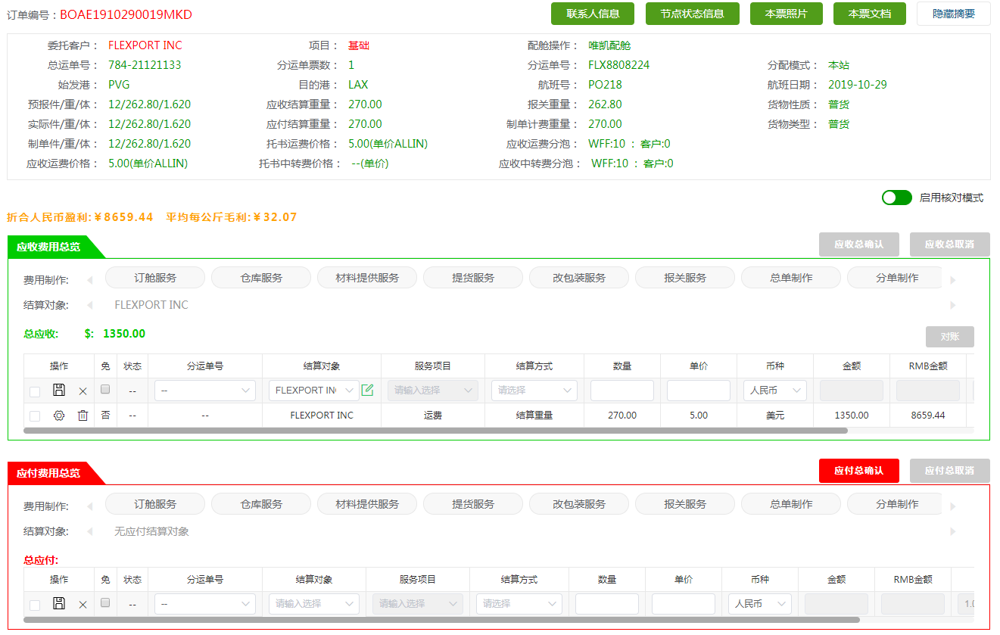 订单编号：BOAE1910290019MKD 联系人信息 节点状态信息 本票照片 本票文档 隐藏摘要
委托客户： FLEXPORT INC 项目： 基础 配舱操作： 唯凯配舱
总运单号： 784-21121133 分运单票数： 1 分运单号： FLX8808224 分配模式： 本站
始发港： PVG 目的港： LAX 航班号： PO218 航班日期： 2019-10-29
预报件/重/体： 12/262.80/1.620 应收结算重量： 270.00 报关重量： 262.80 货物性质： 普货
实际件/重/体： 12/262.80/1.620 应付结算重量： 270.00 制单计费重量： 270.00 货物类型： 普货
制单件/重/体： 12/262.80/1.620 托书运费价格： 5.00(单价ALLIN) 应收运费分泡： WFF:10 ： 客户:0
应收运费价格： 5.00(单价ALLIN) 托书中转费价格： --(单价) 应收中转费分泡： WFF:10 ： 客户:0
启用核对模式
折合人民币盈利:￥8659.44 平均每公斤毛利:￥32.07
应收费用总览 应收总确认 应收总取消
费用制作: 订舱服务 仓库服务 材料提供服务 提货服务 改包装服务 报关服务 总单制作 分单制作
结算对象: FLEXPORT INC
总应收: $: 1350.00 对账
操作 免 状态 分运单号 结算对象 服务项目 结算方式 数量 单价 币种 金额 RMB金额
-- -- FLEXPORT IN 请输入选择 请选择 人民币
否 -- -- FLEXPORT INC 运费 结算重量 270.00 5.00 美元 1350.00 8659.44
应付费用总览 应付总确认 应付总取消
费用制作: 订舱服务 仓库服务 材料提供服务 提货服务 改包装服务 报关服务 总单制作 分单制作
结算对象: 无应付结算对象
总应付:
操作 免 状态 分运单号 结算对象 服务项目 结算方式 数量 单价 币种 金额 RMB金额
-- -- 请输入选择 请输入选择 请选择 人民币